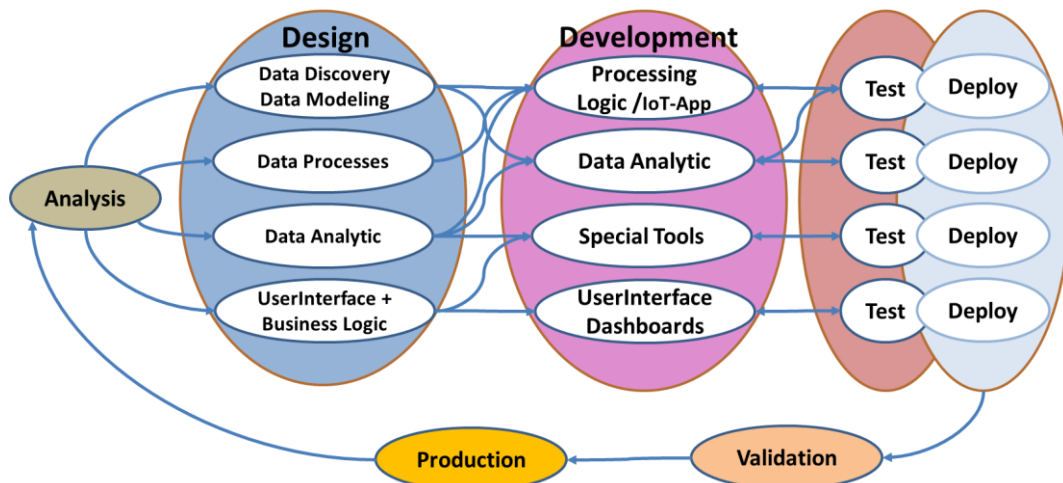 Design
Development
Data Discovery
Data Modeling
Processing
Logic /IoT-App
Test
Deploy
Data Processes
Data Analytic
Test
Deploy
Analysis
Data Analytic
Special Tools
Test
Deploy
UserInterface +
Business Logic
UserInterface
Dashboards
Test
Deploy
Production
Validation